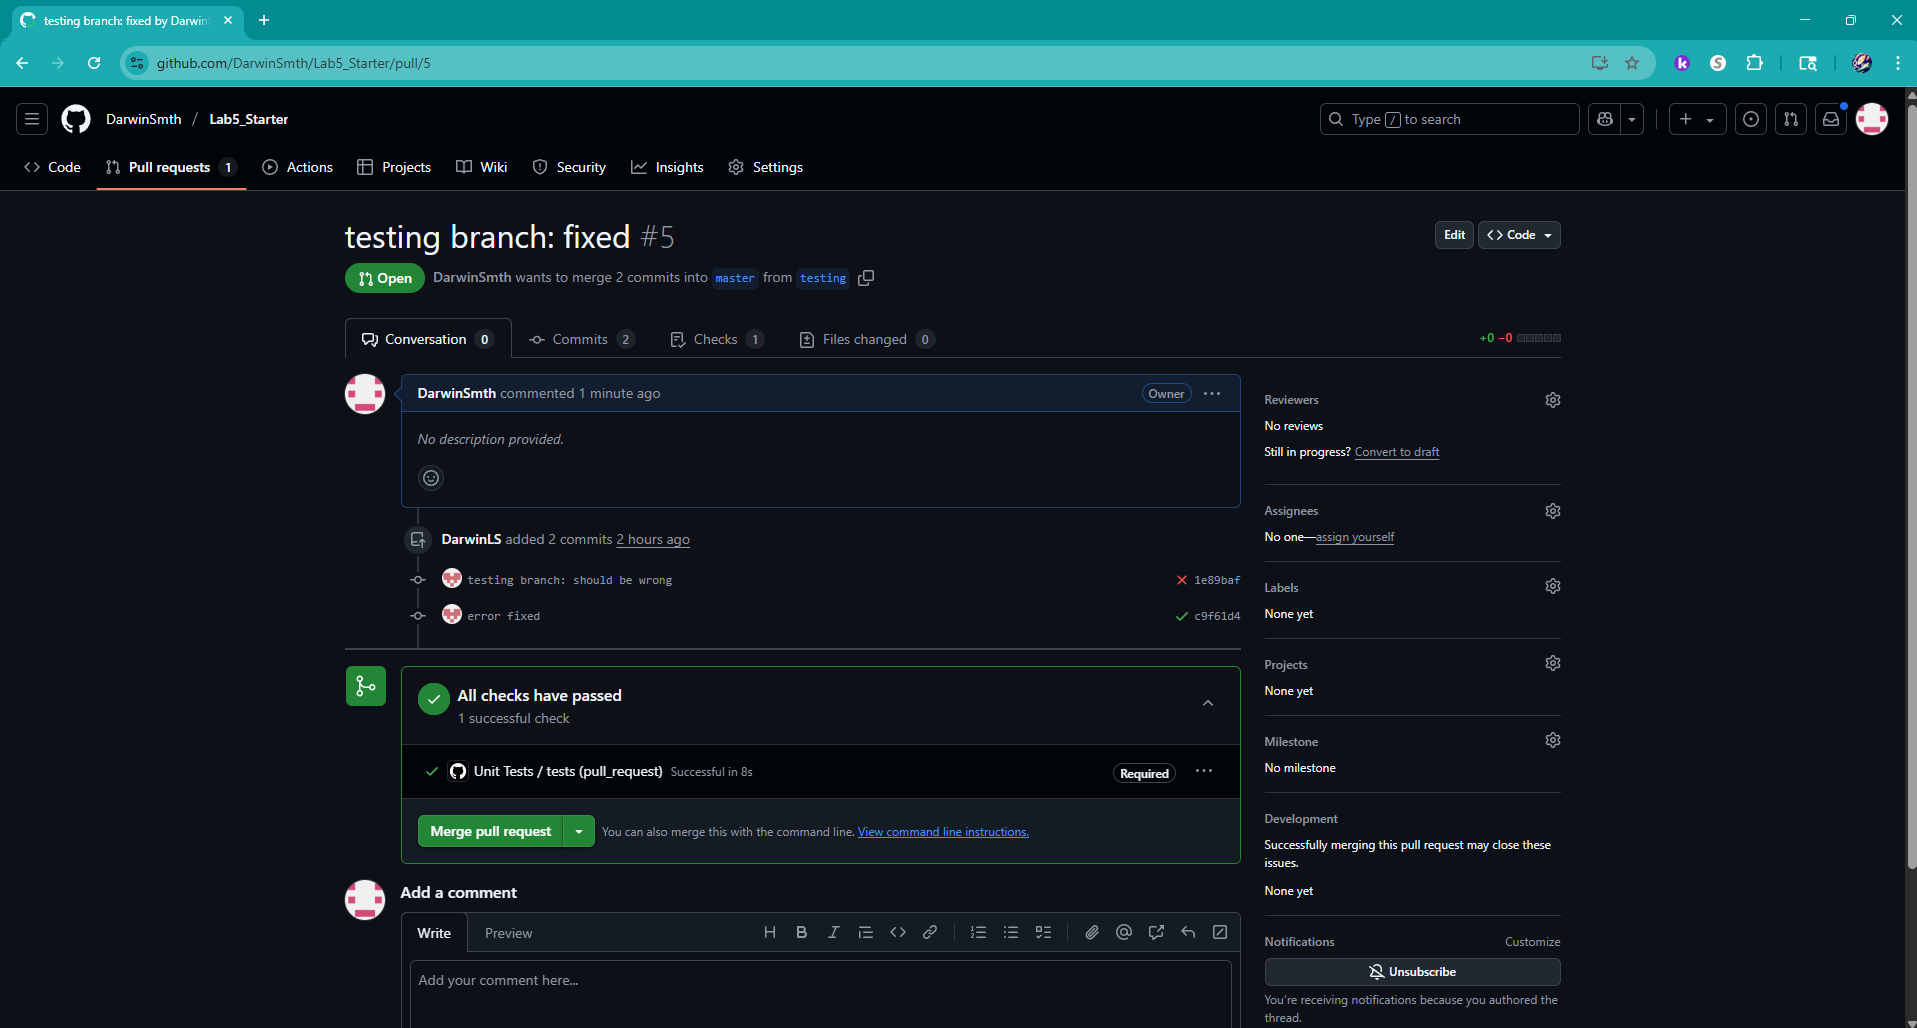 testing branch: fixed by Darwin
github.com/DarwinSmth/Lab5_Starter/pull/5
DarwinSmth / Lab5_Starter
Type / to search
Code
Pull requests 1
Actions
Projects
Wiki
Security
Insights
Settings
testing branch: fixed #5
Edit
Code
Open
DarwinSmth wants to merge 2 commits into master from testing
Conversation 0
Commits 2
Checks 1
Files changed 0
+0 −0
DarwinSmth commented 1 minute ago
Owner
No description provided.
DarwinLS added 2 commits 2 hours ago
testing branch: should be wrong
1e89baf
error fixed
c9f61d4
All checks have passed
1 successful check
Unit Tests / tests (pull_request) Successful in 8s
Required
Merge pull request
You can also merge this with the command line. View command line instructions.
Add a comment
Write
Preview
Add your comment here...
Reviewers
No reviews
Still in progress? Convert to draft
Assignees
No one—assign yourself
Labels
None yet
Projects
None yet
Milestone
No milestone
Development
Successfully merging this pull request may close these
issues.
None yet
Notifications
Customize
Unsubscribe
You're receiving notifications because you authored the
thread.